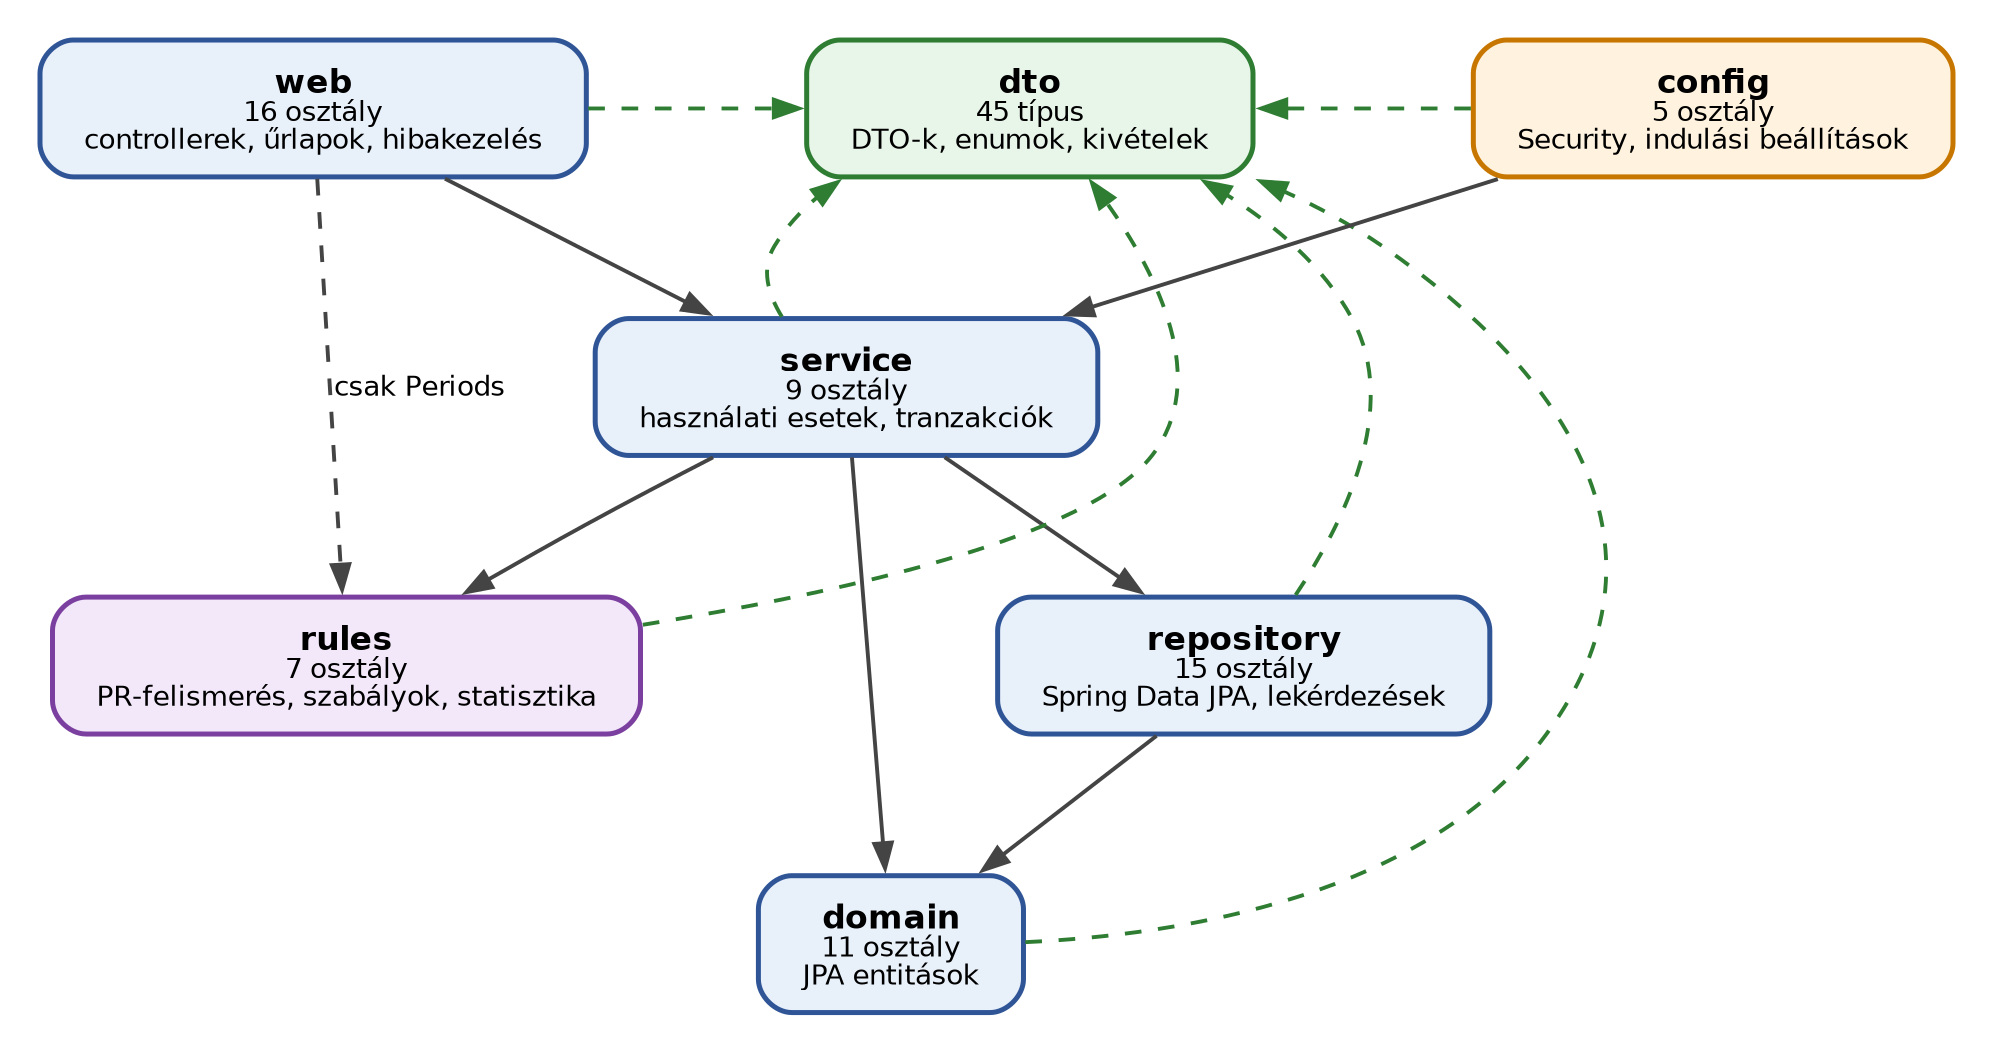 web
16 osztály
controllerek, űrlapok, hibakezelés
dto
45 típus
DTO-k, enumok, kivételek
config
5 osztály
Security, indulási beállítások
service
9 osztály
használati esetek, tranzakciók
csak Periods
rules
7 osztály
PR-felismerés, szabályok, statisztika
repository
15 osztály
Spring Data JPA, lekérdezések
domain
11 osztály
JPA entitások